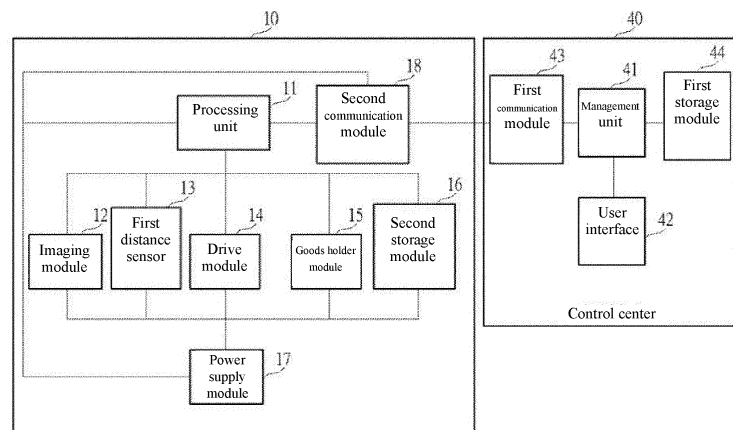 10
40
18
43
41
44
11
Processing
unit
Second
communication
module
First
communication
module
Management
unit
First
storage
module
12
13
14
15
16
Imaging
module
First
distance
sensor
Drive
module
Goods holder
module
Second
storage
module
User
interface
42
Control center
Power
supply
module
17